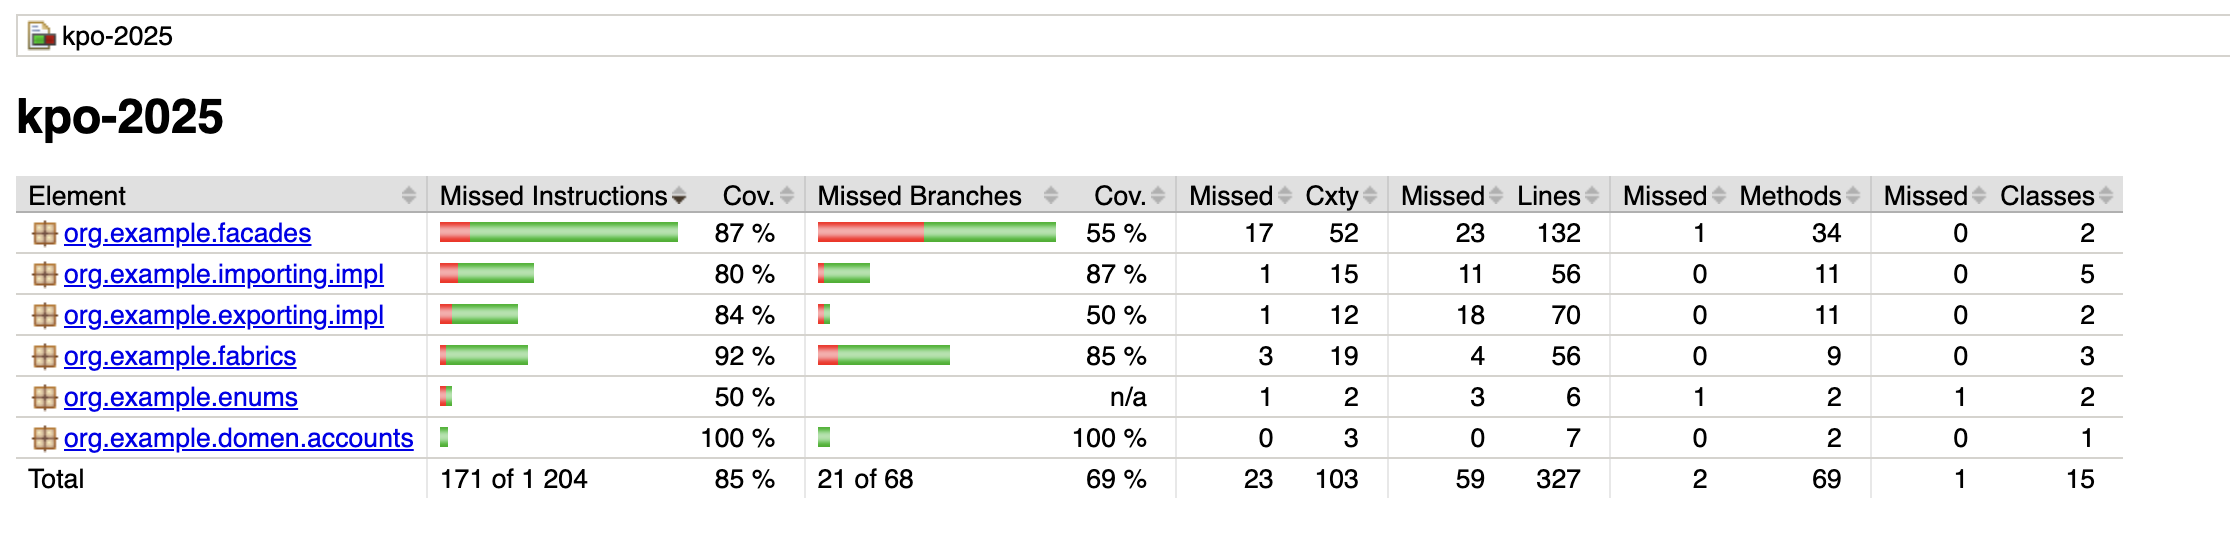 kpo-2025
kpo-2025
Element Missed Instructions Cov. Missed Branches Cov. Missed Cxty Missed Lines Missed Methods Missed Classes
org.example.facades 87 % 55 % 17 52 23 132 1 34 0 2
org.example.importing.impl 80 % 87 % 1 15 11 56 0 11 0 5
org.example.exporting.impl 84 % 50 % 1 12 18 70 0 11 0 2
org.example.fabrics 92 % 85 % 3 19 4 56 0 9 0 3
org.example.enums 50 % n/a 1 2 3 6 1 2 1 2
org.example.domen.accounts 100 % 100 % 0 3 0 7 0 2 0 1
Total 171 of 1 204 85 % 21 of 68 69 % 23 103 59 327 2 69 1 15